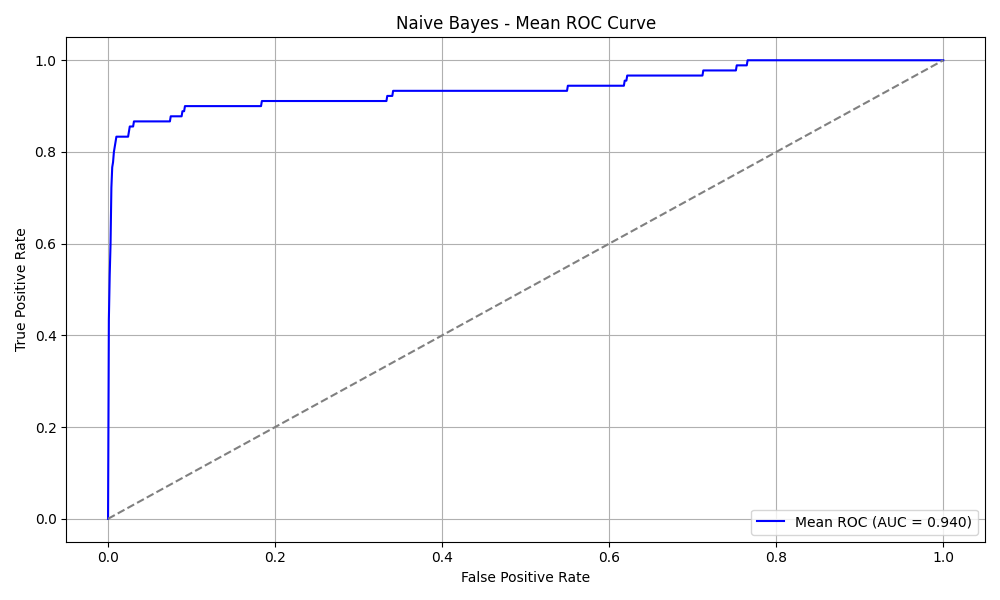 Naive Bayes - Mean ROC Curve
True Positive Rate
1.0
0.8
0.6
0.4
0.2
0.0
Mean ROC (AUC = 0.940)
0.0 0.2 0.4 0.6 0.8 1.0
False Positive Rate